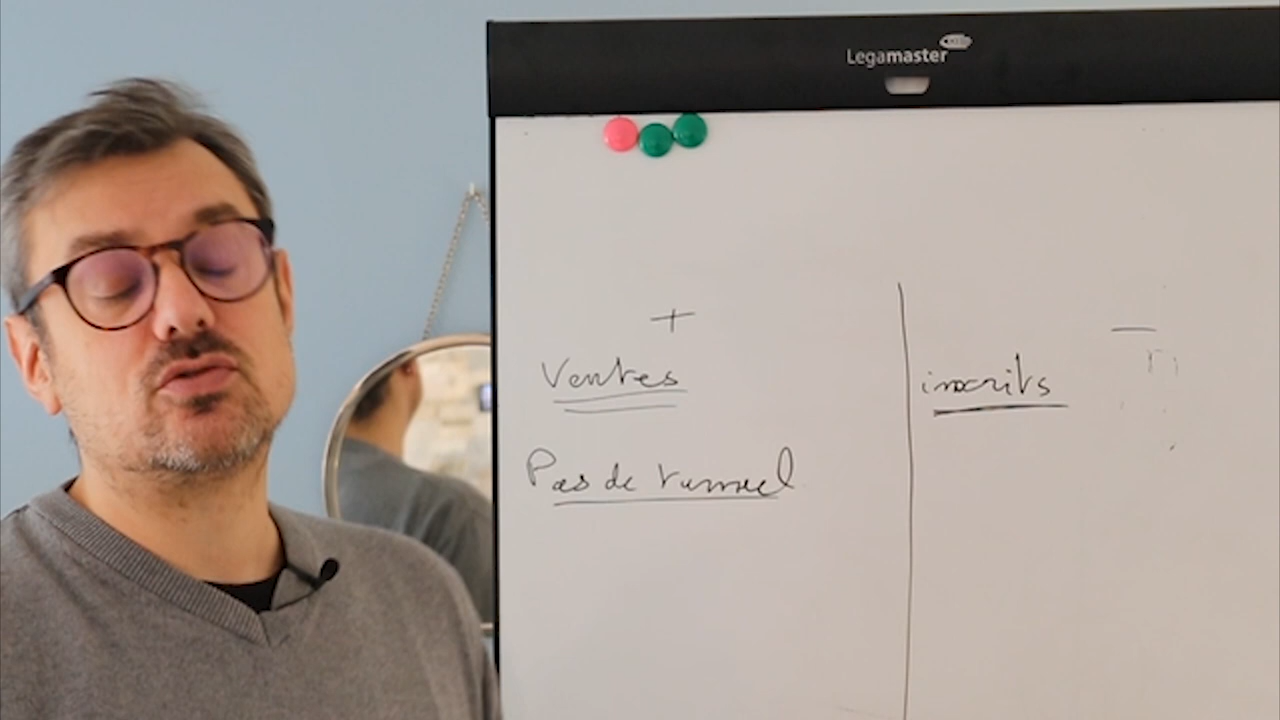 Legamaster
+
Ventes
Pas de tunnel
—
inscrits